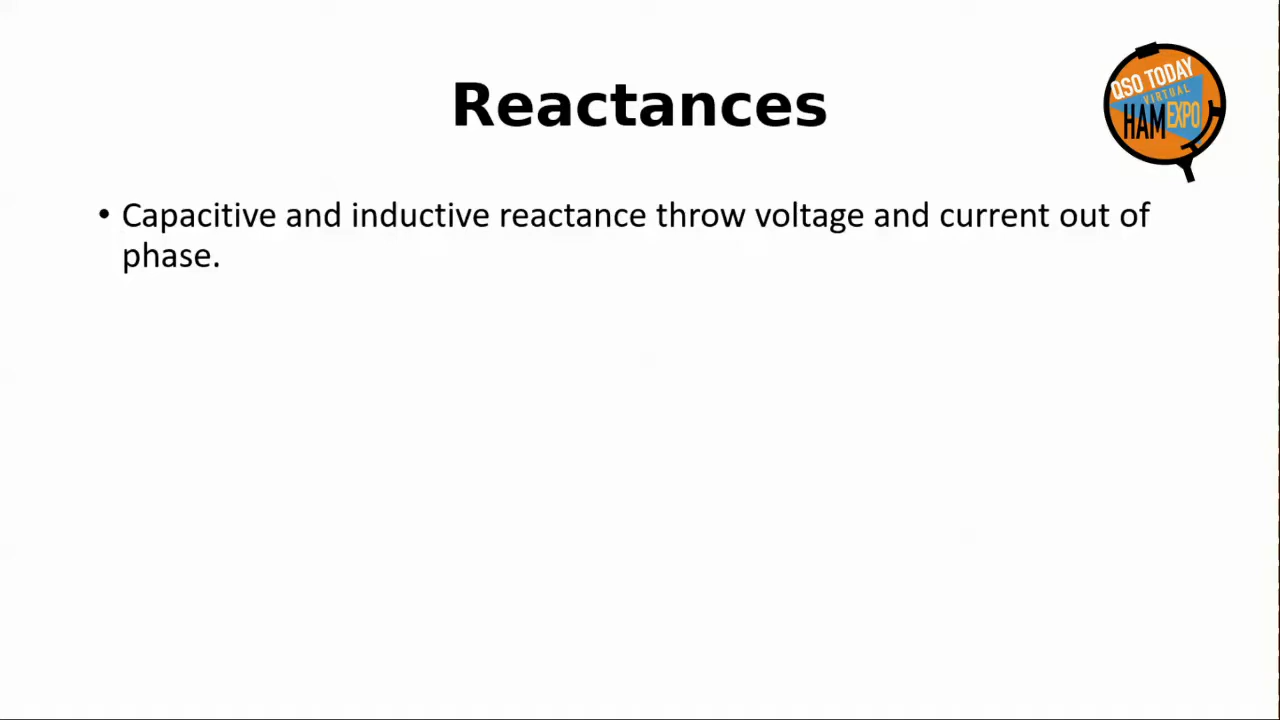 Reactances
QSO TODAY
VIRTUAL
HAM EXPO
• Capacitive and inductive reactance throw voltage and current out of
phase.